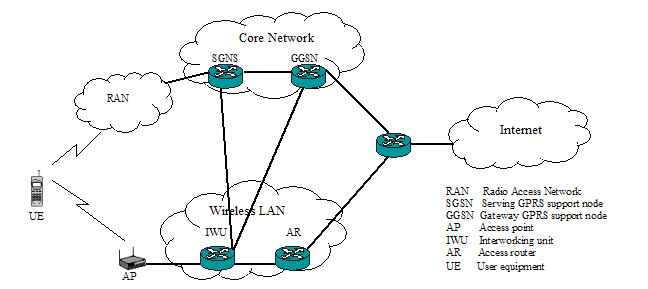 Core Network
SGNS GGSN
RAN
Internet
UE
Wireless LAN
IWU AR
AP
RAN Radio Access Network
SGSN Serving GPRS support node
GGSN Gateway GPRS support node
AP Access point
IWU Interworking unit
AR Access router
UE User equipment